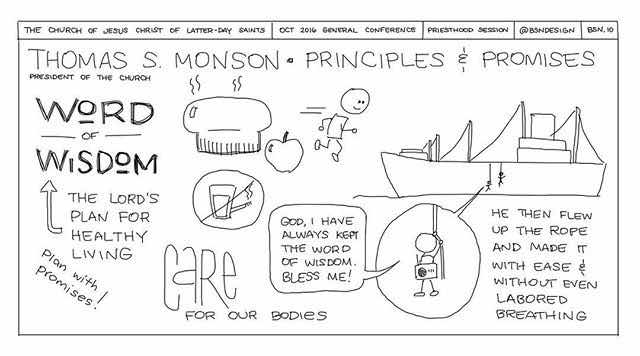 THE CHURCH OF JESUS CHRIST OF LATTER-DAY SAINTS | OCT 2016 GENERAL CONFERENCE | PRIESTHOOD SESSION | @BSNDESIGN | BSN.10
THOMAS S. MONSON • PRINCIPLES & PROMISES
PRESIDENT OF THE CHURCH
WORD
OF
WISDOM
THE LORD'S
PLAN FOR
HEALTHY
LIVING
Plan with
promises!
CARE
FOR OUR BODIES
GOD, I HAVE
ALWAYS KEPT
THE WORD
OF WISDOM.
BLESS ME!
HE THEN FLEW
UP THE ROPE
AND MADE IT
WITH EASE &
WITHOUT EVEN
LABORED
BREATHING